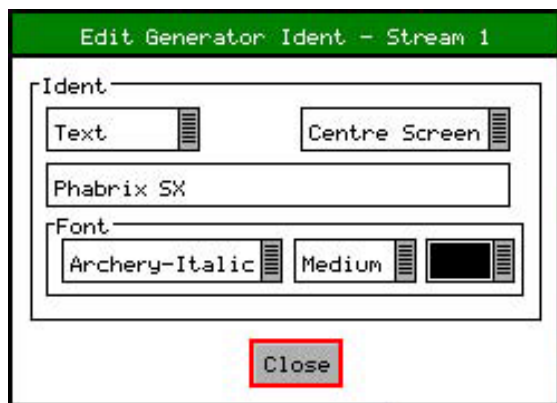 Edit Generator Ident - Stream 1
Ident
Text Centre Screen
Phabrix SX
Font
Archery-Italic Medium
Close